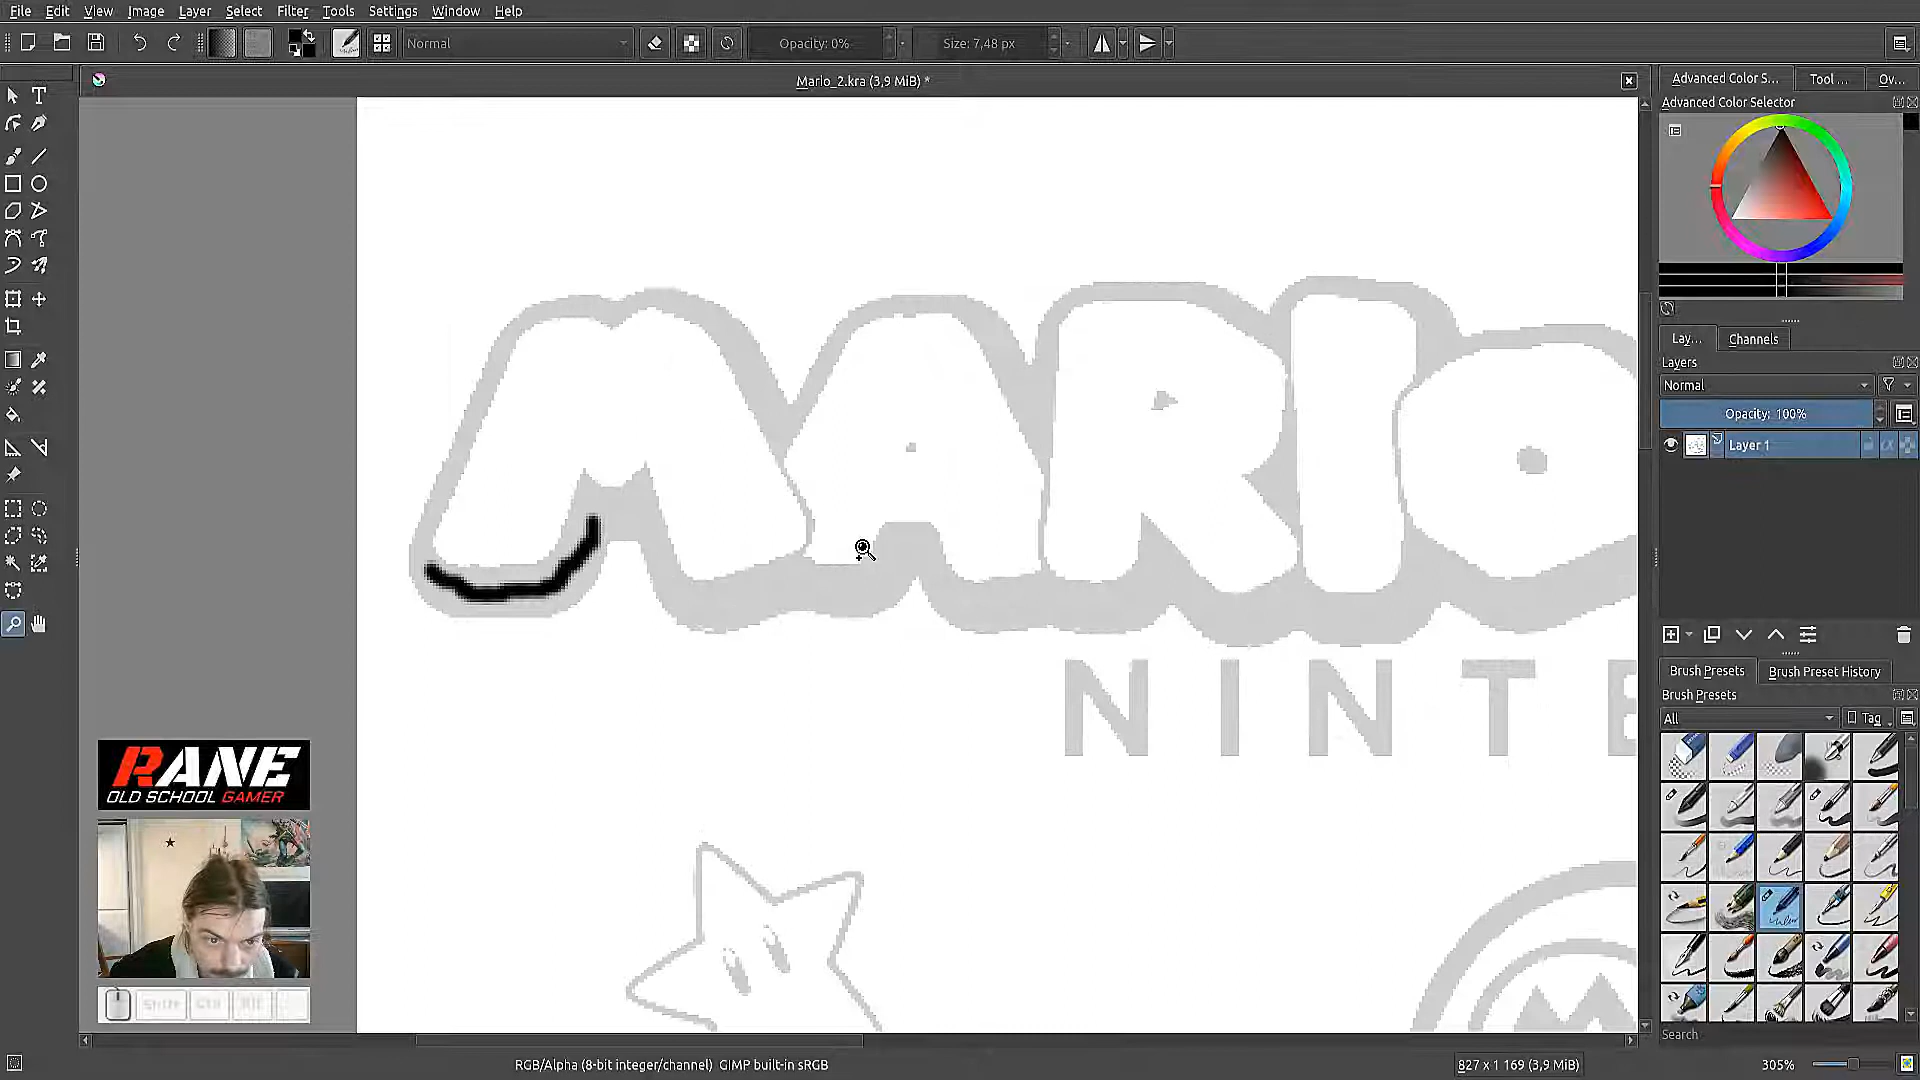 File Edit View Image Layer Select Filter Tools Settings Window Help
Normal Opacity: 0% Size: 7,48 px
Mario_2.kra (3,9 MiB) *
Advanced Color S... Tool ... Ov...
Advanced Color Selector
MARIO
NINTE
Lay... Channels
Layers
Normal
Opacity: 100%
Layer 1
Brush Presets Brush Preset History
Brush Presets
All Tag
RANE
OLD SCHOOL GAMER
Shift Ctrl Alt
Search
RGB/Alpha (8-bit integer/channel) GIMP built-in sRGB 827 x 1 169 (3,9 MiB) 305%